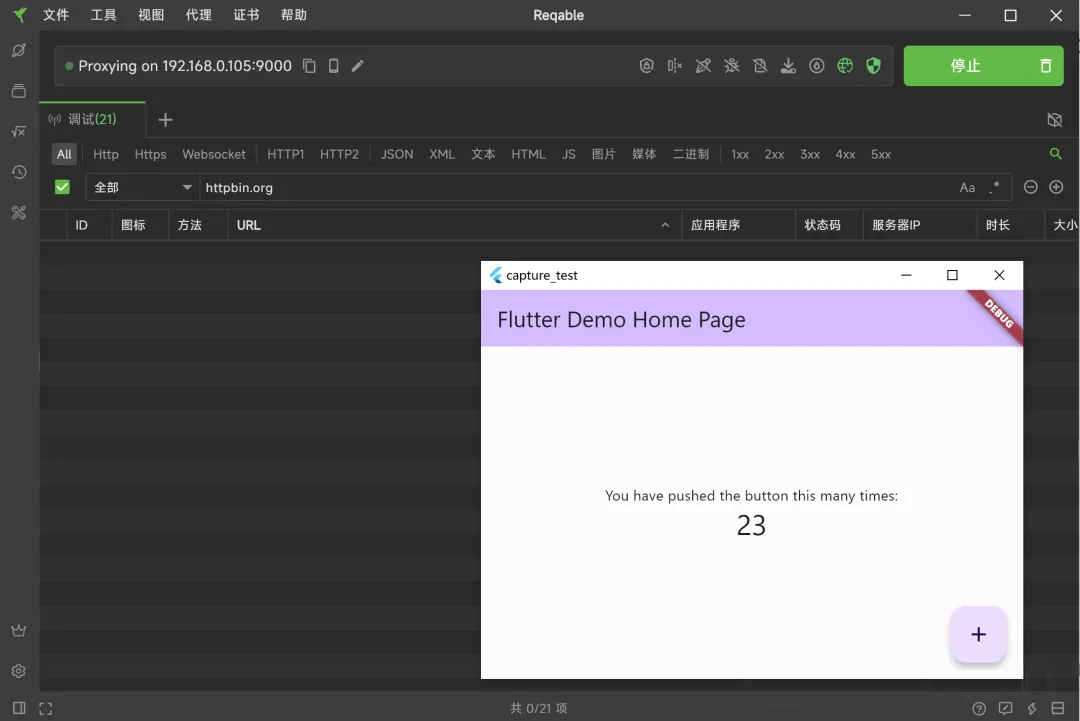 文件 工具 视图 代理 证书 帮助 Reqable
Proxying on 192.168.0.105:9000 停止
调试(21)
All Http Https Websocket HTTP1 HTTP2 JSON XML 文本 HTML JS 图片 媒体 二进制 1xx 2xx 3xx 4xx 5xx
全部 httpbin.org Aa .*
ID 图标 方法 URL 应用程序 状态码 服务器IP 时长 大小
capture_test
Flutter Demo Home Page
DEBUG
You have pushed the button this many times:
23
共 0/21 项